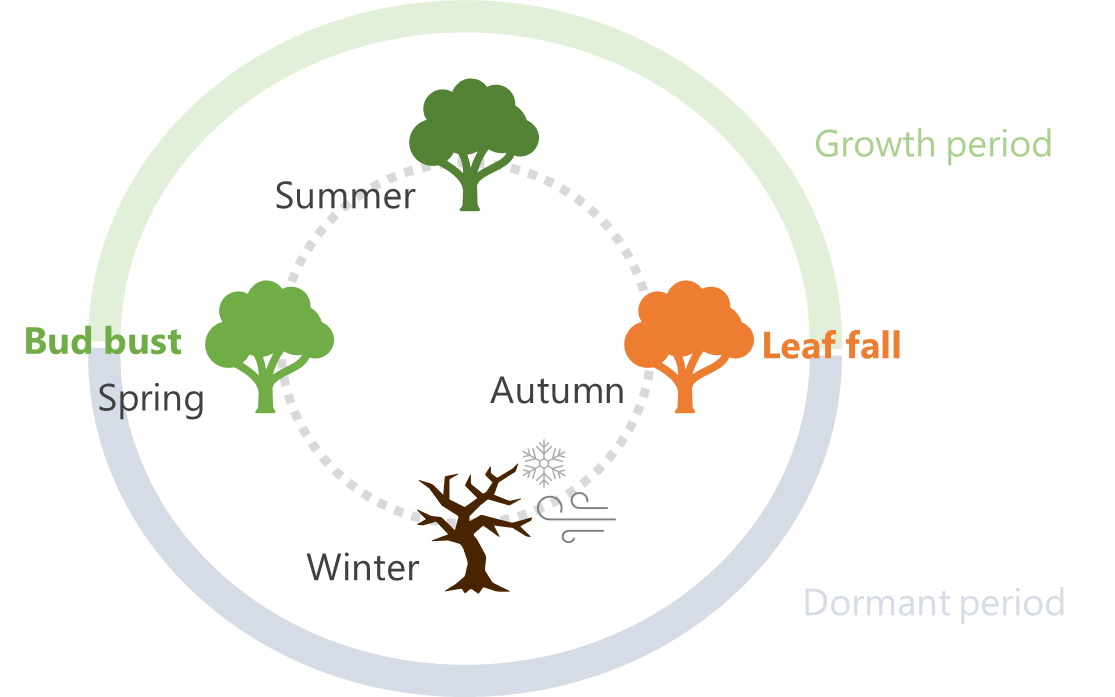 Growth period
Summer
Bud bust
Leaf fall
Spring
Autumn
Winter
Dormant period